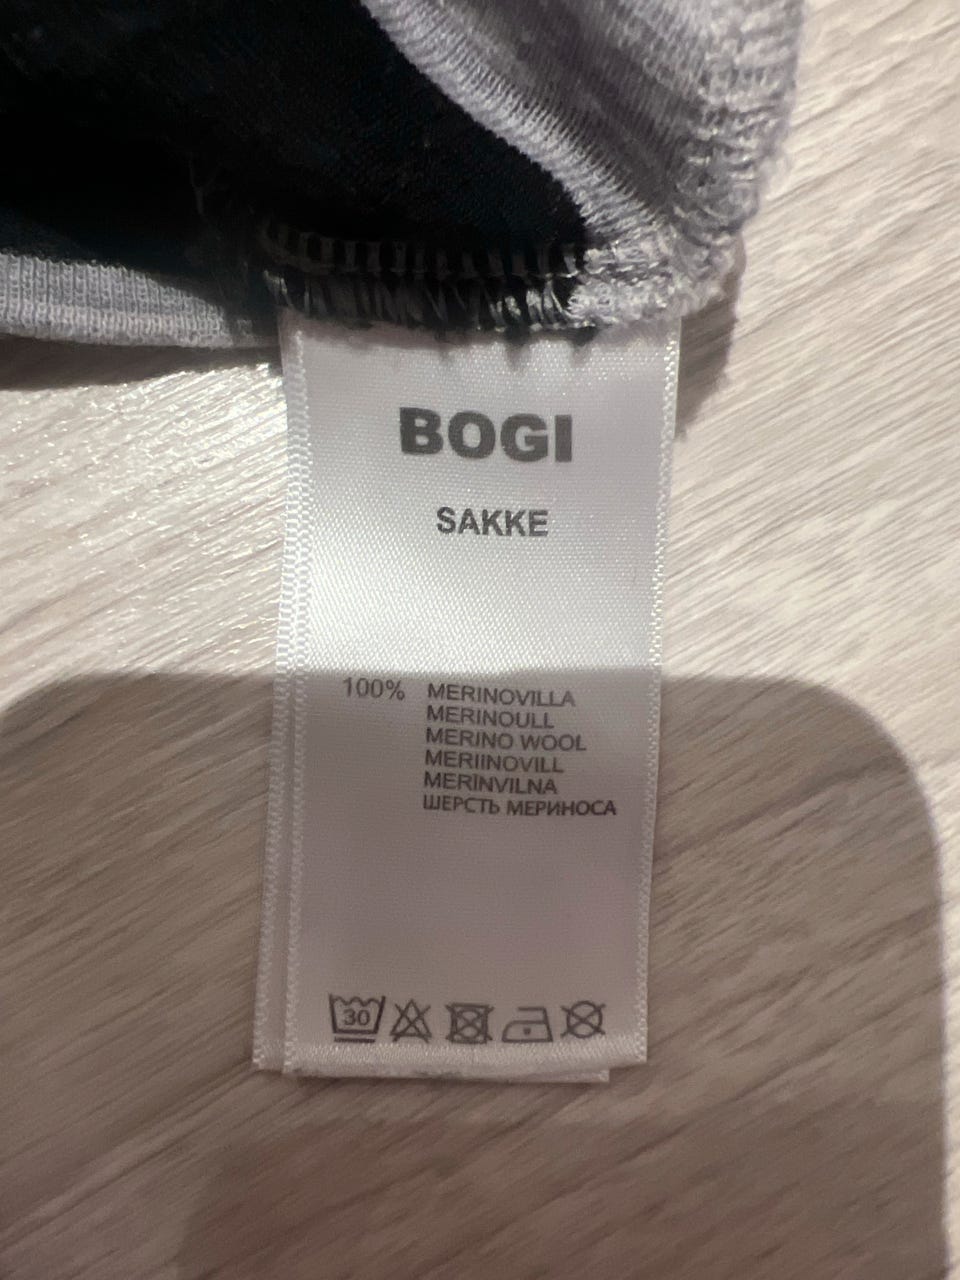 BOGI
SAKKE
100% MERINOVILLA
MERINOULL
MERINO WOOL
MERIINOVILL
MERINVILNA
ШЕРСТЬ МЕРИНОСА
30